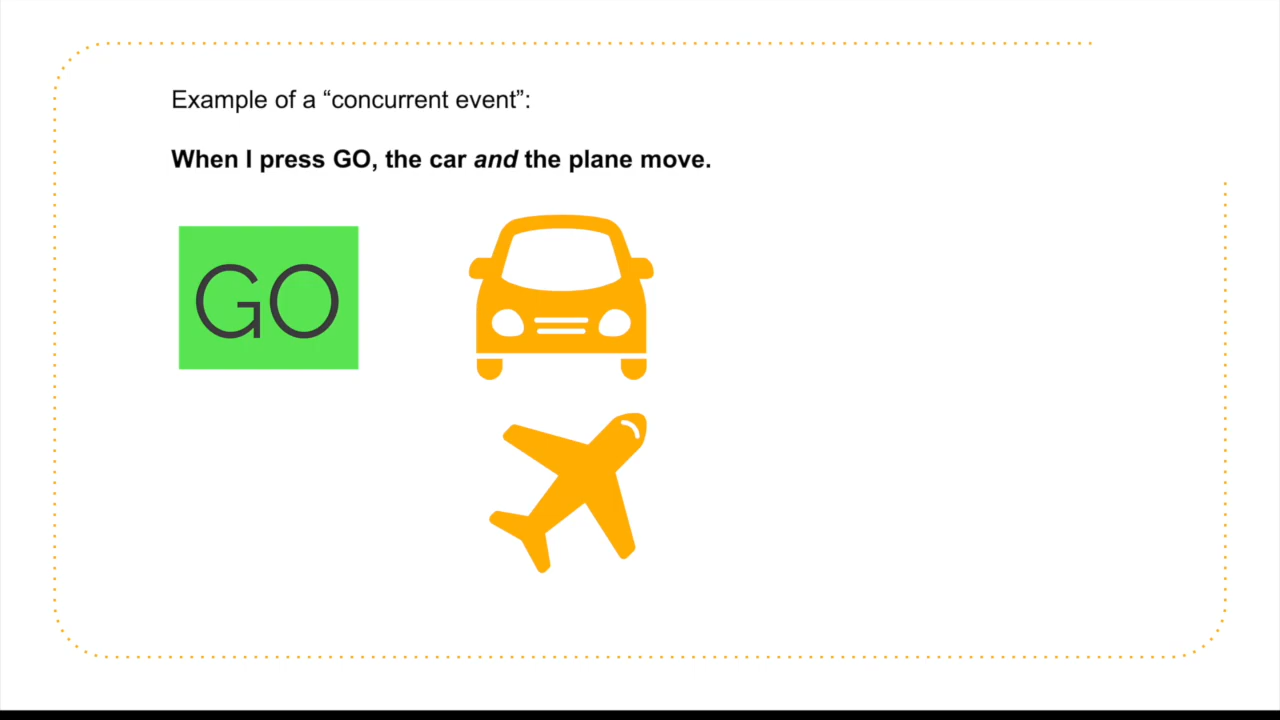 Example of a “concurrent event”:
When I press GO, the car and the plane move.
GO